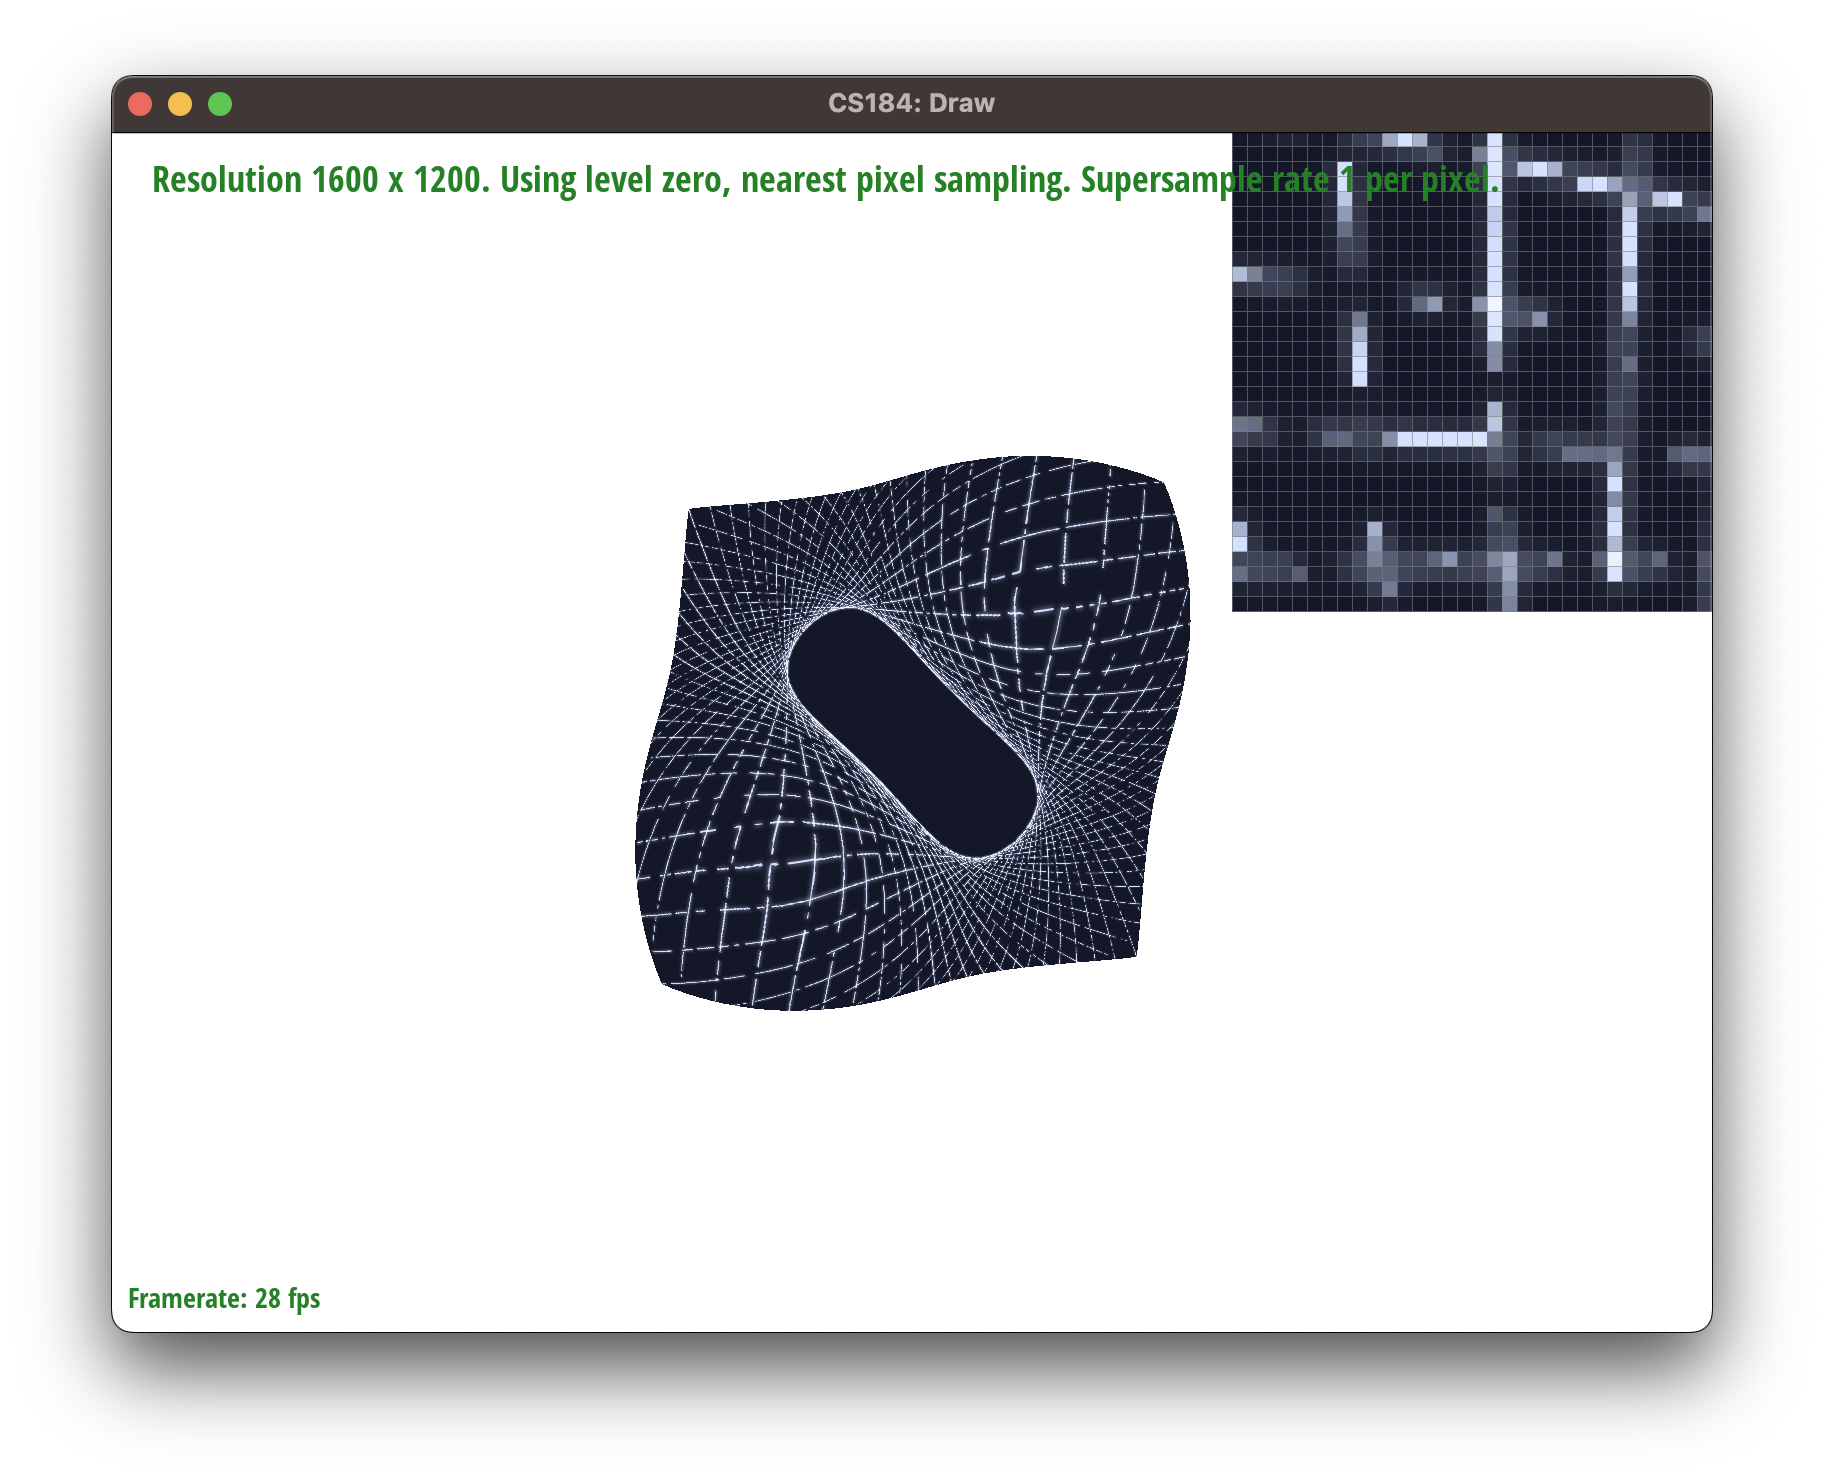 CS184: Draw
Resolution 1600 x 1200. Using level zero, nearest pixel sampling. Supersample rate 1 per pixel.
Framerate: 28 fps